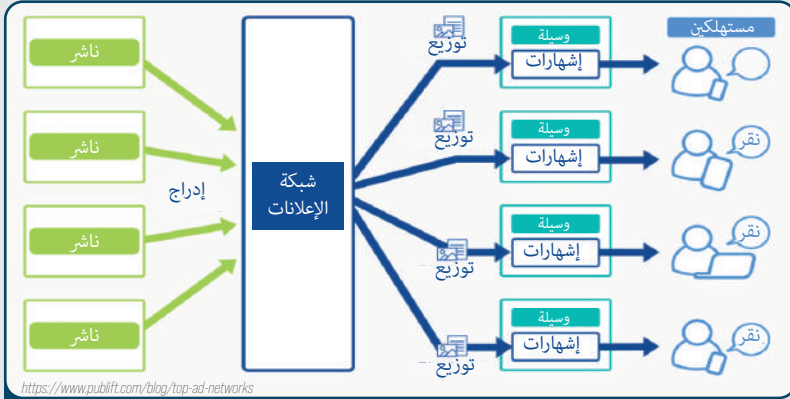 مستهلكين
ناشر
توزيع
وسيلة
إشهارات
ناشر
توزيع
وسيلة
إشهارات
نقر
إدراج
شبكة
الإعلانات
ناشر
توزيع
وسيلة
إشهارات
نقر
ناشر
توزيع
وسيلة
إشهارات
نقر
https://www.publift.com/blog/top-ad-networks